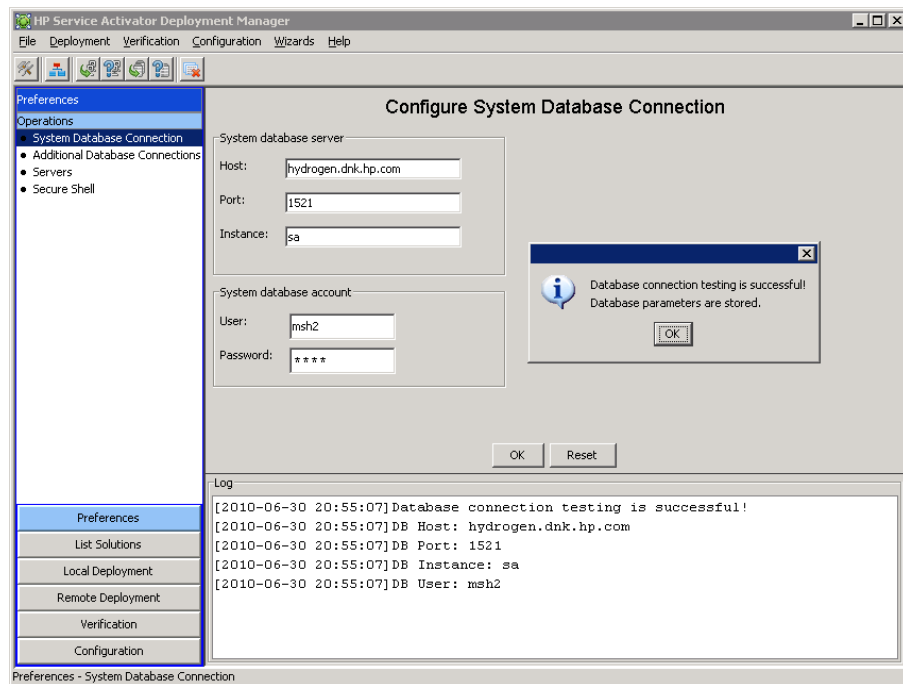 HP Service Activator Deployment Manager
File Deployment Verification Configuration Wizards Help
Preferences
Operations
System Database Connection
Additional Database Connections
Servers
Secure Shell
Configure System Database Connection
System database server
Host: hydrogen.dnk.hp.com
Port: 1521
Instance: sa
System database account
User: msh2
Password: ****
Database connection testing is successful!
Database parameters are stored.
OK
OK Reset
Preferences
List Solutions
Local Deployment
Remote Deployment
Verification
Configuration
Log
[2010-06-30 20:55:07]Database connection testing is successful!
[2010-06-30 20:55:07]DB Host: hydrogen.dnk.hp.com
[2010-06-30 20:55:07]DB Port: 1521
[2010-06-30 20:55:07]DB Instance: sa
[2010-06-30 20:55:07]DB User: msh2
Preferences - System Database Connection